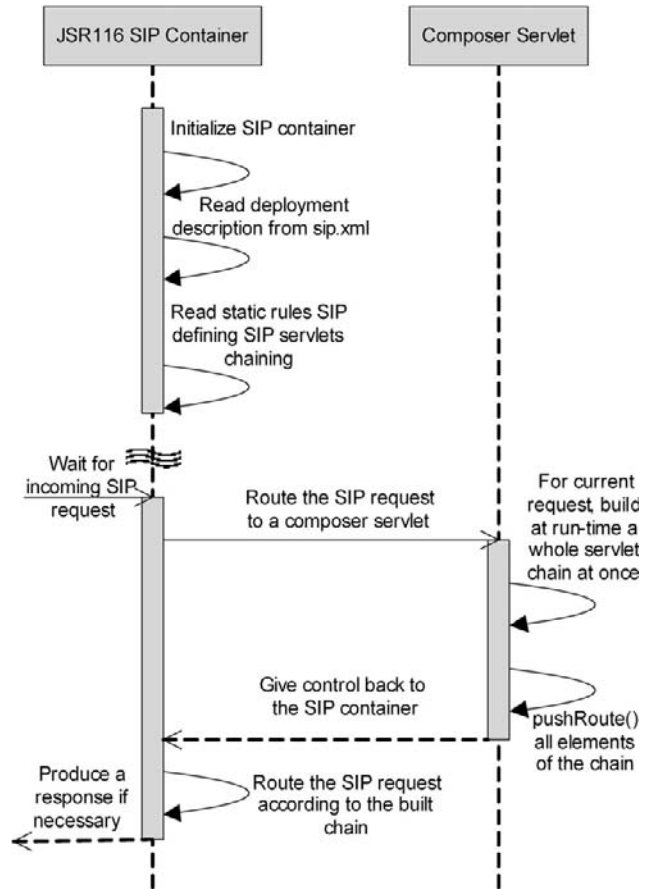 JSR116 SIP Container
Composer Servlet
Initialize SIP container
Read deployment
description from sip.xml
Read static rules SIP
defining SIP servlets
chaining
Wait for
incoming SIP
request
Route the SIP request
to a composer servlet
For current
request, build
at run-time a
whole servlet
chain at once
pushRoute()
all elements
of the chain
Give control back to
the SIP container
Route the SIP request
according to the built
chain
Produce a
response if
necessary